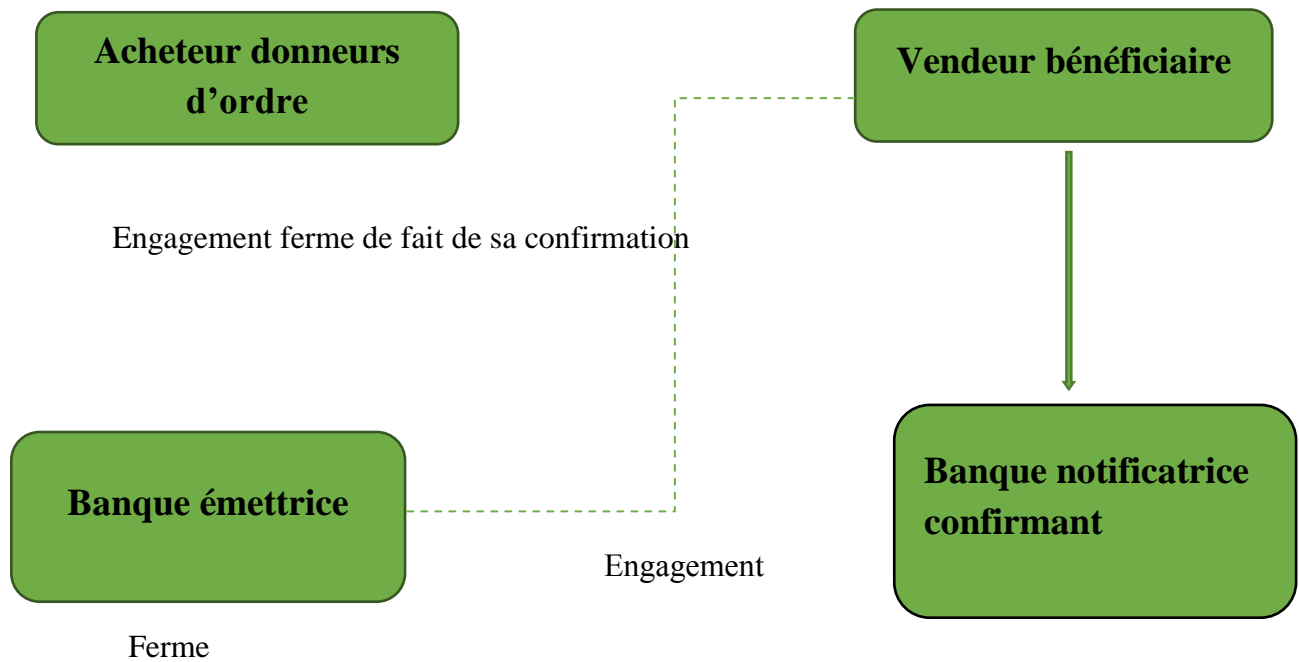 Acheteur donneurs
d’ordre
Vendeur bénéficiaire
Engagement ferme de fait de sa confirmation
Banque émettrice
Banque notificatrice
confirmant
Engagement
Ferme